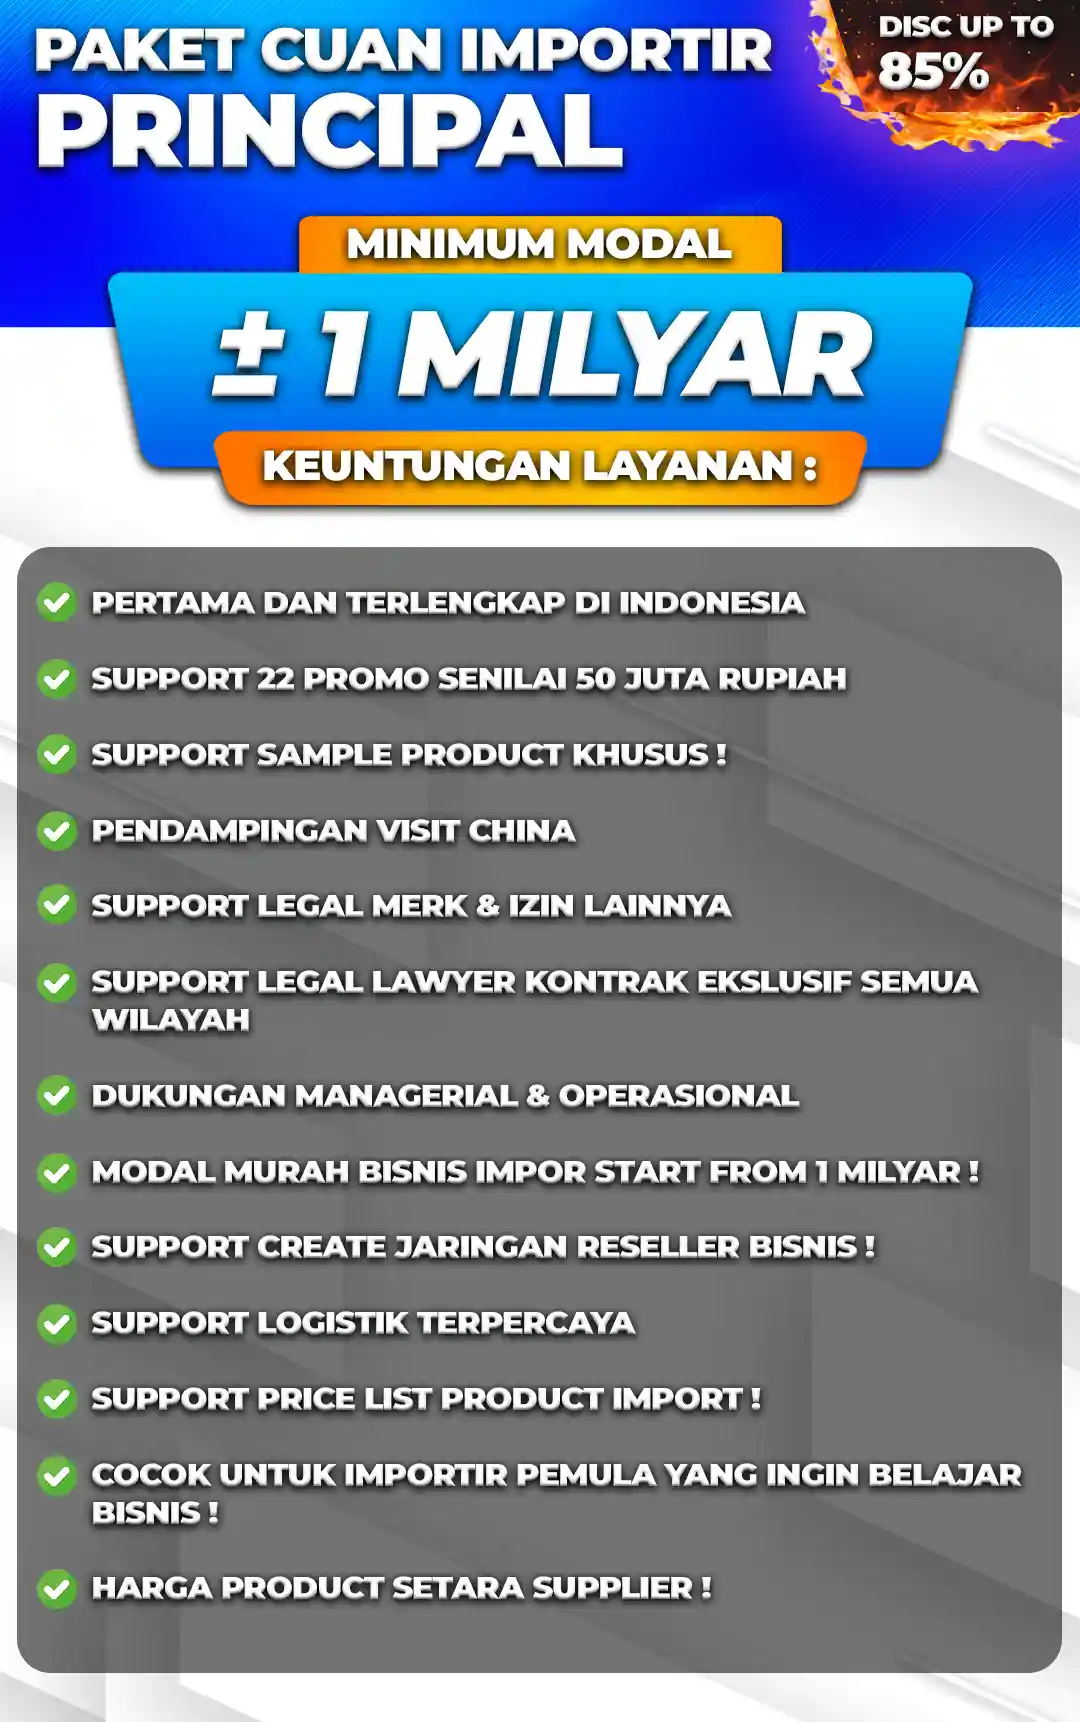 PAKET CUAN IMPORTIR
PRINCIPAL
DISC UP TO
85%
MINIMUM MODAL
± 1 MILYAR
KEUNTUNGAN LAYANAN :
PERTAMA DAN TERLENGKAP DI INDONESIA
SUPPORT 22 PROMO SENILAI 50 JUTA RUPIAH
SUPPORT SAMPLE PRODUCT KHUSUS !
PENDAMPINGAN VISIT CHINA
SUPPORT LEGAL MERK & IZIN LAINNYA
SUPPORT LEGAL LAWYER KONTRAK EKSLUSIF SEMUA
WILAYAH
DUKUNGAN MANAGERIAL & OPERASIONAL
MODAL MURAH BISNIS IMPOR START FROM 1 MILYAR !
SUPPORT CREATE JARINGAN RESELLER BISNIS !
SUPPORT LOGISTIK TERPERCAYA
SUPPORT PRICE LIST PRODUCT IMPORT !
COCOK UNTUK IMPORTIR PEMULA YANG INGIN BELAJAR
BISNIS !
HARGA PRODUCT SETARA SUPPLIER !